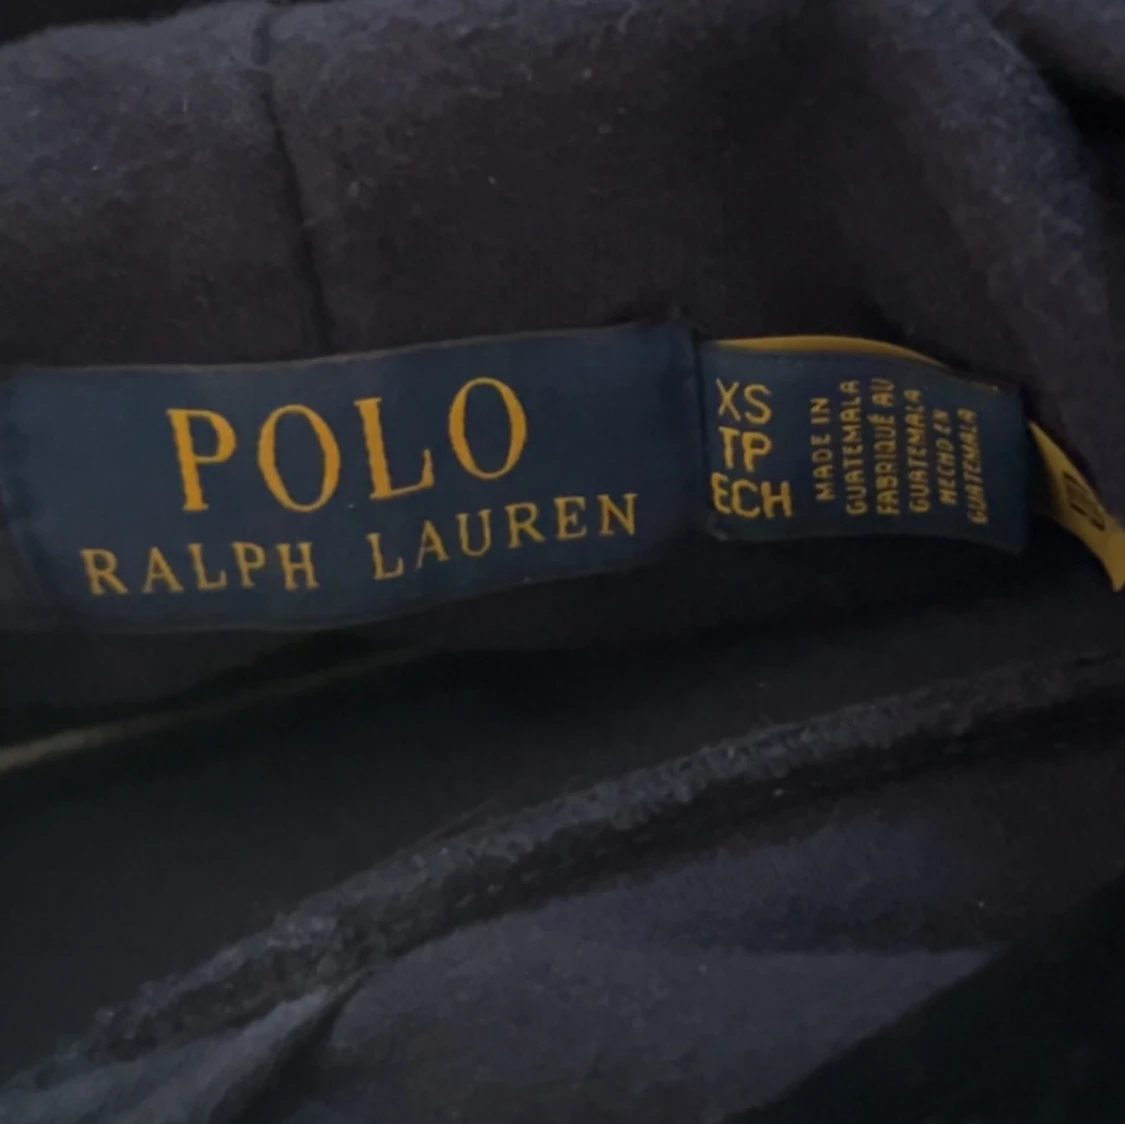 POLO
RALPH LAUREN
XS
TP
ECH
MADE IN
GUATEMALA
FABRIQUÉ AU
GUATEMALA
HECHO EN
GUATEMALA